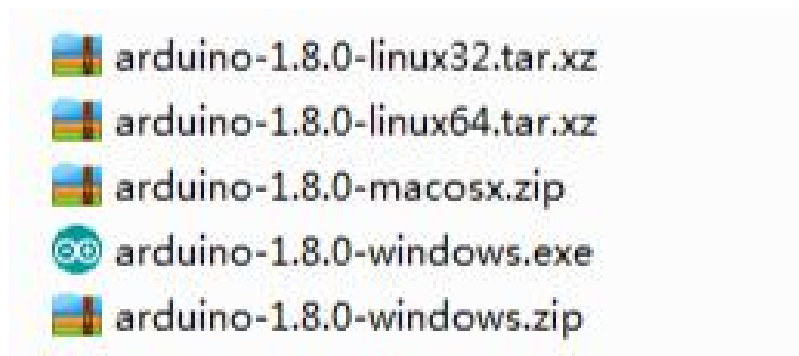 arduino-1.8.0-linux32.tar.xz
arduino-1.8.0-linux64.tar.xz
arduino-1.8.0-macosx.zip
arduino-1.8.0-windows.exe
arduino-1.8.0-windows.zip